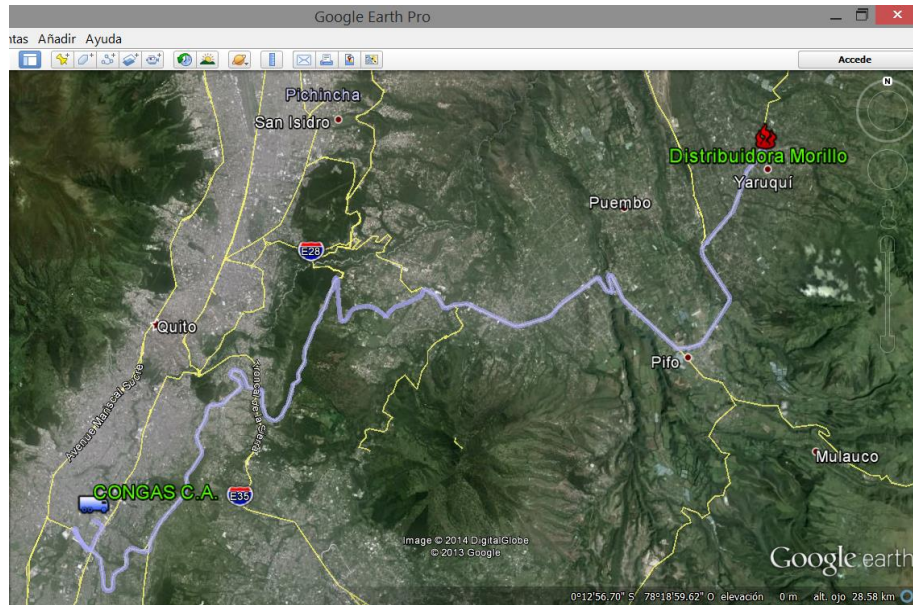 Google Earth Pro
ntas Añadir Ayuda
Accede
N
Pichincha
San Isidro
Distribuidora Morillo
Yaruquí
Puembo
E28
Quito
Pifo
Avenue Mariscal Sucre
Mulauco
CONGAS C.A.
E35
Image © 2014 DigitalGlobe
© 2013 Google
Google earth
0°12'56.70" S 78°18'59.62" O elevación 0 m alt. ojo 28.58 km